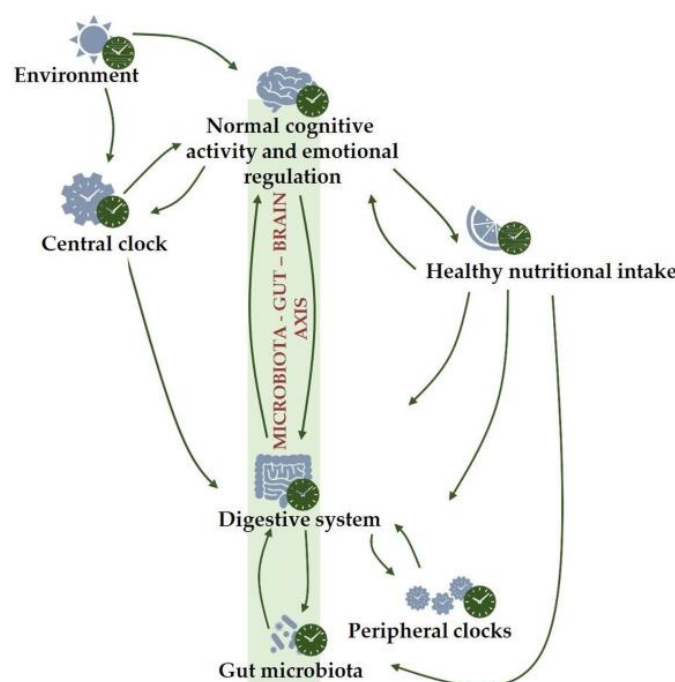 Environment
Normal cognitive
activity and emotional
regulation
Central clock
Healthy nutritional intake
MICROBIOTA - GUT – BRAIN
AXIS
Digestive system
Peripheral clocks
Gut microbiota